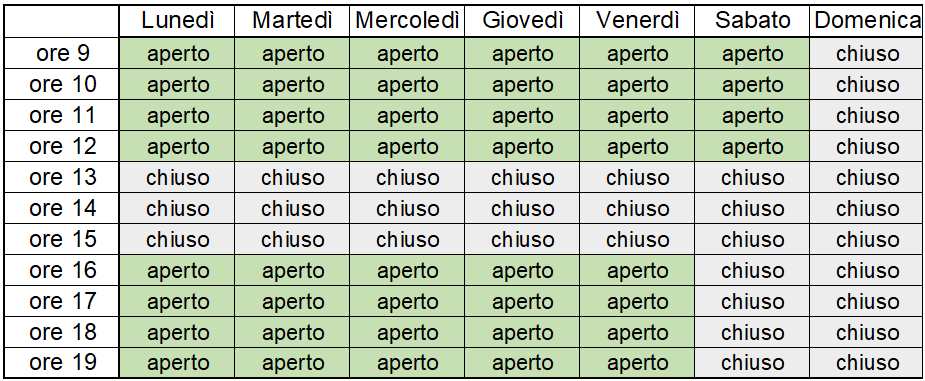 Lunedì Martedì Mercoledì Giovedì Venerdì Sabato Domenica
ore 9 aperto aperto aperto aperto aperto aperto chiuso
ore 10 aperto aperto aperto aperto aperto aperto chiuso
ore 11 aperto aperto aperto aperto aperto aperto chiuso
ore 12 aperto aperto aperto aperto aperto aperto chiuso
ore 13 chiuso chiuso chiuso chiuso chiuso chiuso chiuso
ore 14 chiuso chiuso chiuso chiuso chiuso chiuso chiuso
ore 15 chiuso chiuso chiuso chiuso chiuso chiuso chiuso
ore 16 aperto aperto aperto aperto aperto chiuso chiuso
ore 17 aperto aperto aperto aperto aperto chiuso chiuso
ore 18 aperto aperto aperto aperto aperto chiuso chiuso
ore 19 aperto aperto aperto aperto aperto chiuso chiuso